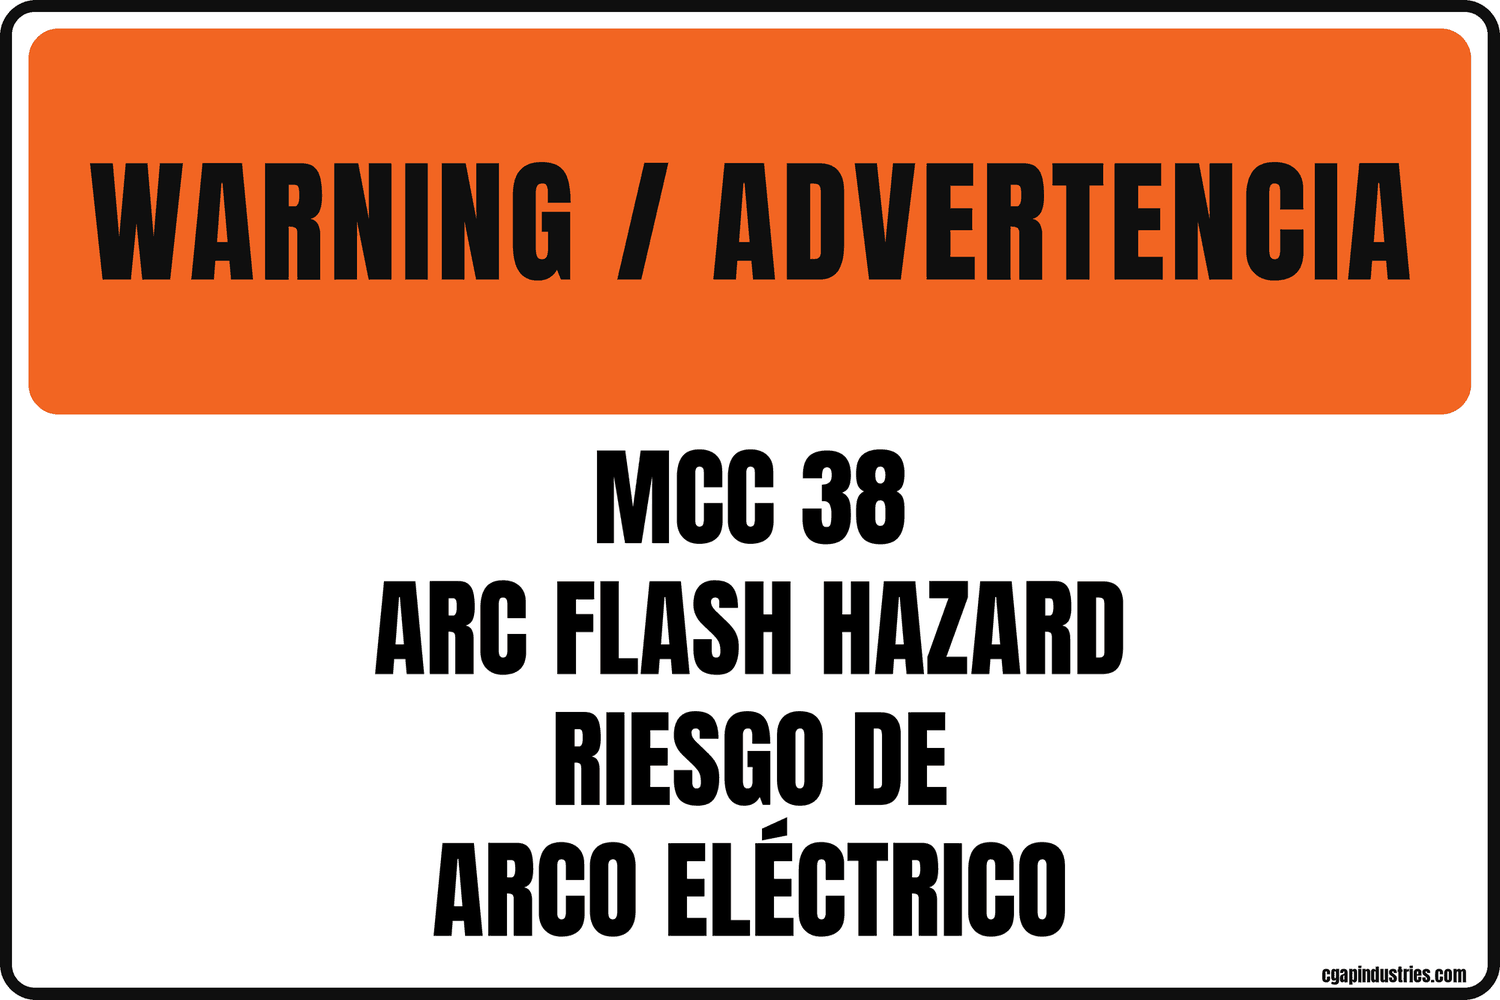 WARNING / ADVERTENCIA
MCC 38
ARC FLASH HAZARD
RIESGO DE
ARCO ELÉCTRICO
cgapindustries.com